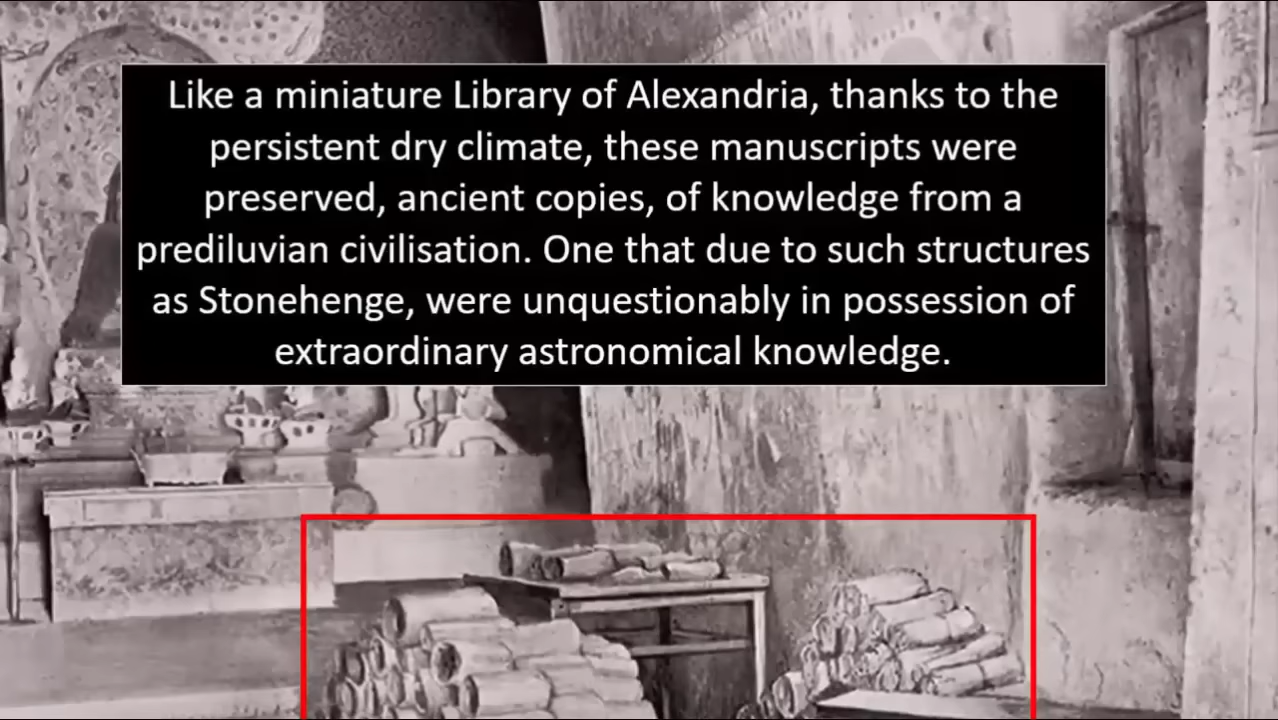 Like a miniature Library of Alexandria, thanks to the
persistent dry climate, these manuscripts were
preserved, ancient copies, of knowledge from a
prediluvian civilisation. One that due to such structures
as Stonehenge, were unquestionably in possession of
extraordinary astronomical knowledge.